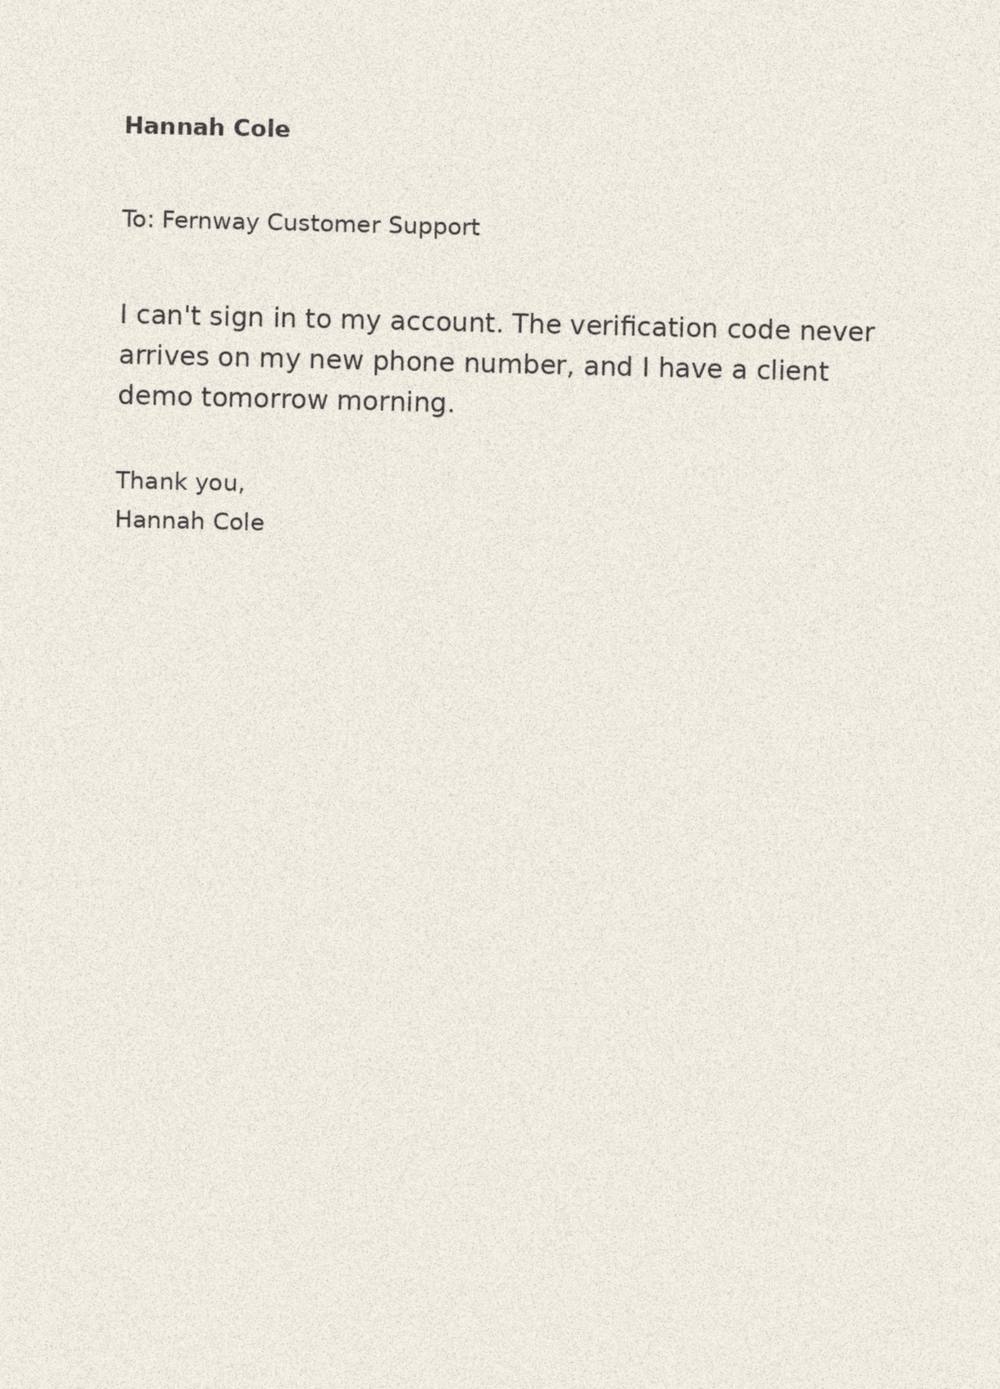 Hannah Cole
To: Fernway Customer Support
I can't sign in to my account. The verification code never
arrives on my new phone number, and I have a client
demo tomorrow morning.
Thank you,
Hannah Cole